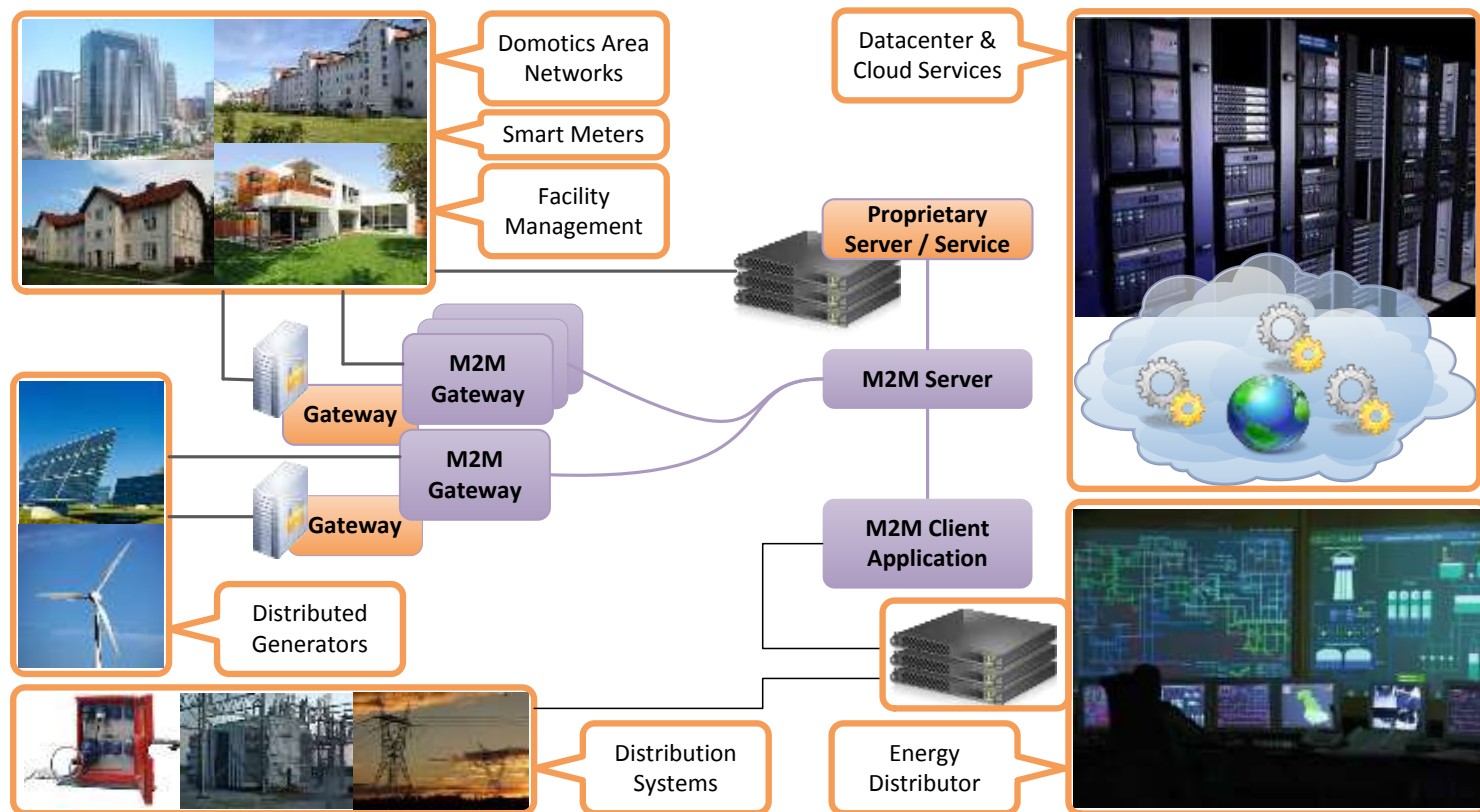 Domotics Area
Networks
Smart Meters
Facility
Management
Datacenter &
Cloud Services
Proprietary
Server / Service
M2M
Gateway
Gateway
M2M Server
M2M
Gateway
Gateway
M2M Client
Application
Distributed
Generators
Distribution
Systems
Energy
Distributor